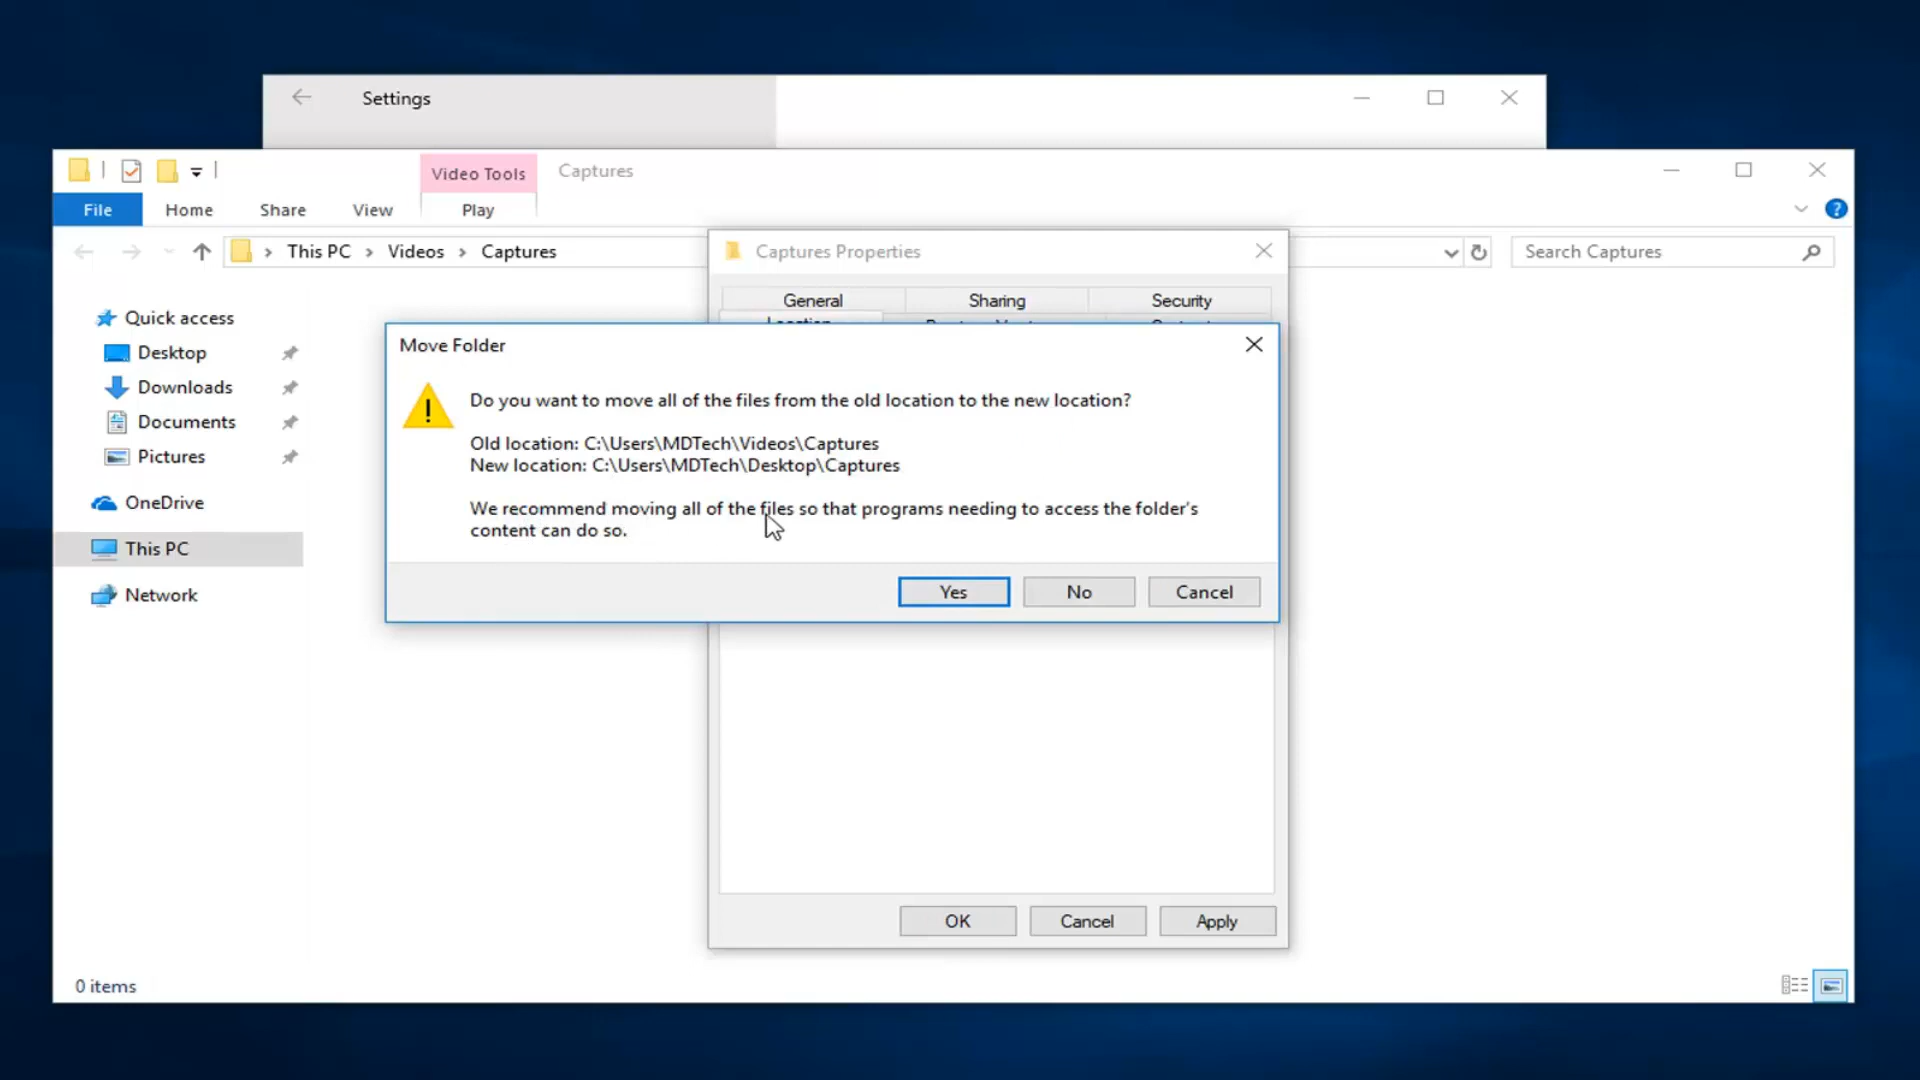 Settings
Video Tools
Captures
File
Home
Share
View
Play
This PC
Videos
Captures
Search Captures
Captures Properties
General
Sharing
Security
Location
Quick access
Desktop
Downloads
Documents
Pictures
OneDrive
This PC
Network
Move Folder
Do you want to move all of the files from the old location to the new location?
Old location: C:\Users\MDTech\Videos\Captures
New location: C:\Users\MDTech\Desktop\Captures
We recommend moving all of the files so that programs needing to access the folder's
content can do so.
Yes
No
Cancel
OK
Cancel
Apply
0 items